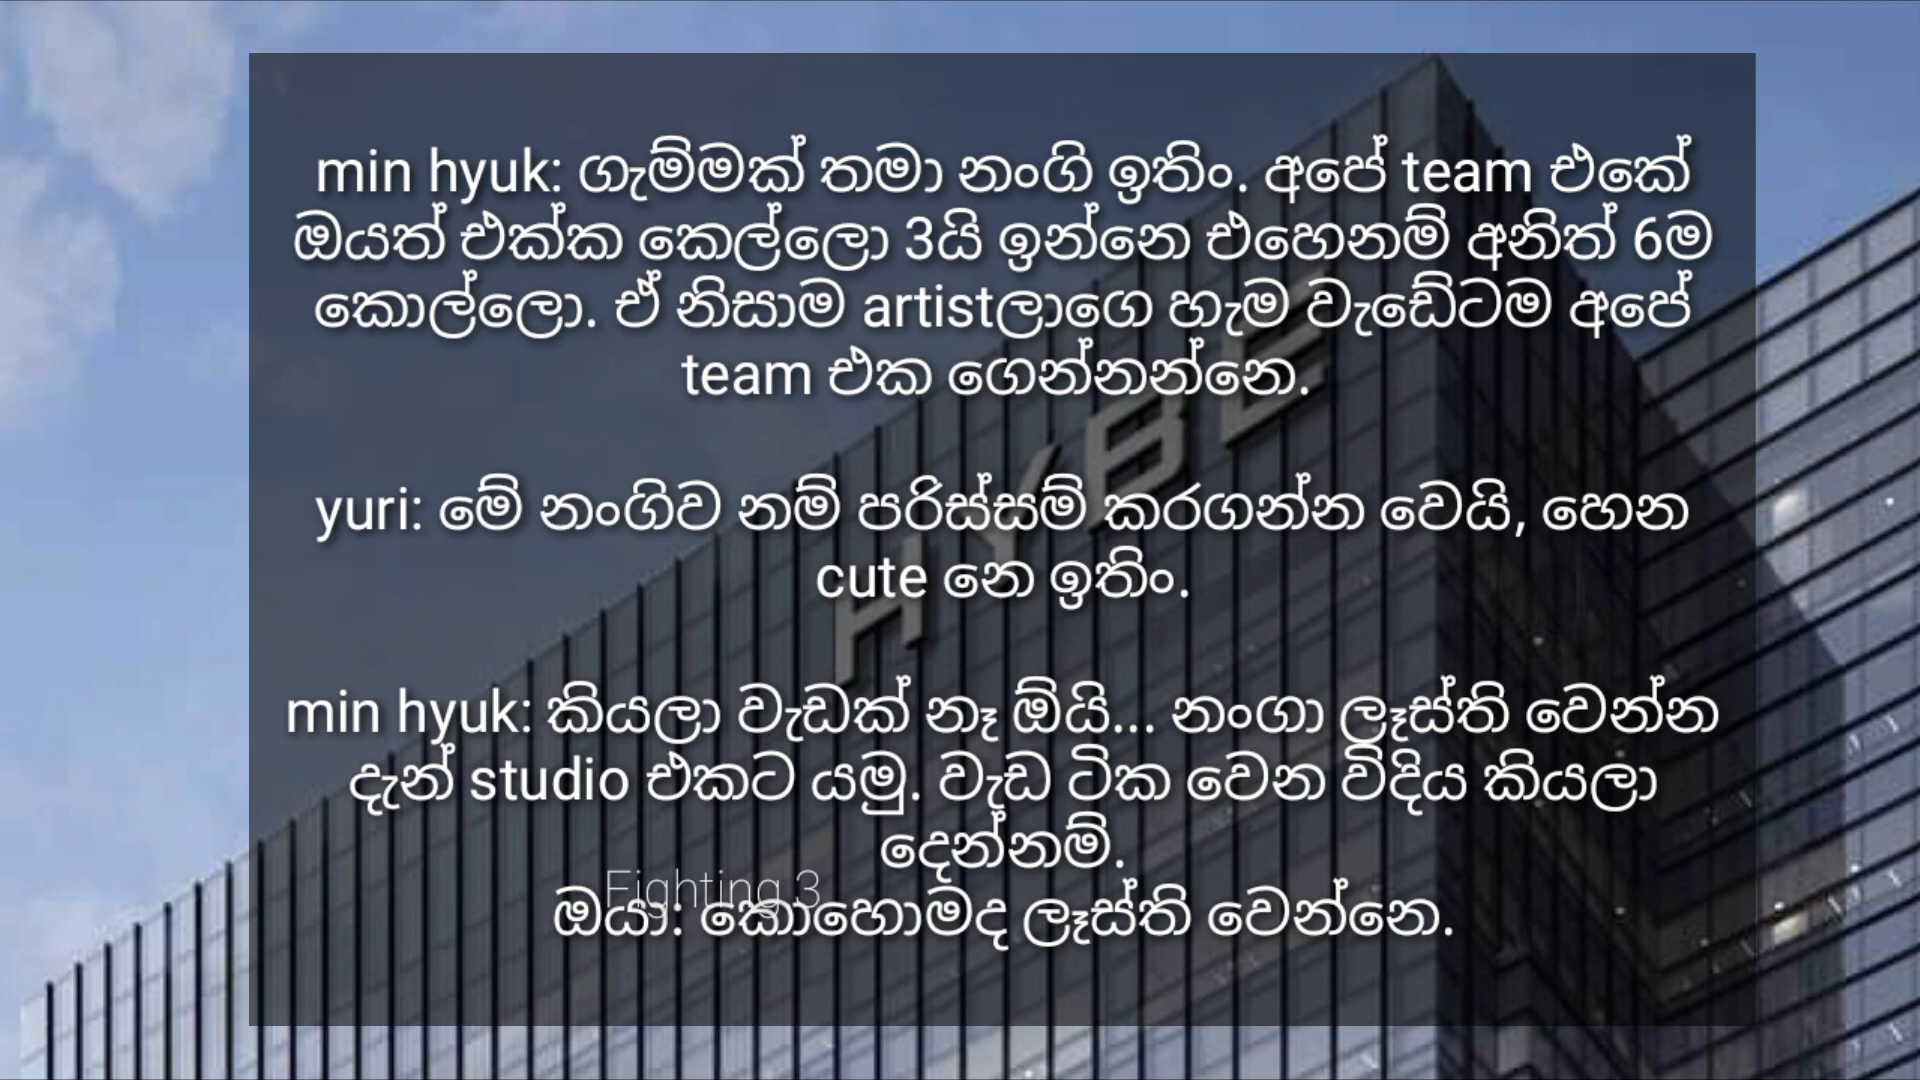 min hyuk: ගැම්මක් තමා නංගි ඉතිං. අපේ team එකේ
ඔයත් එක්ක කෙල්ලො 3යි ඉන්නෙ එහෙනම් අනිත් 6ම
කොල්ලො. ඒ නිසාම artistලාගෙ හැම වැඩේටම අපේ
team එක ගෙන්නන්නෙ.
yuri: මේ නංගිව නම් පරිස්සම් කරගන්න වෙයි, හෙන
cute නෙ ඉතිං.
min hyuk: කියලා වැඩක් නෑ ඕයි... නංගා ලෑස්ති වෙන්න
දැන් studio එකට යමු. වැඩ ටික වෙන විදිය කියලා
දෙන්නම්.
Fighting 3
ඔයා: කොහොමද ලෑස්ති වෙන්නෙ.
HYBE